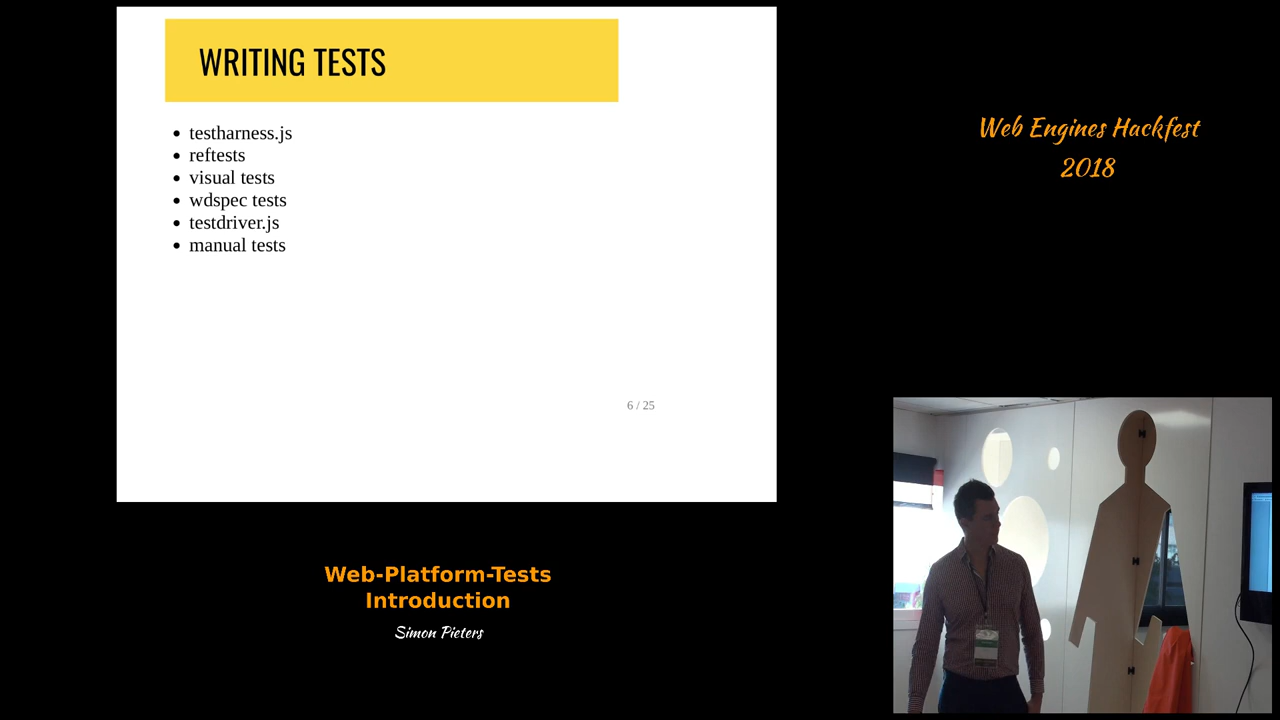 WRITING TESTS
testharness.js
reftests
visual tests
wdspec tests
testdriver.js
manual tests
6 / 25
Web Engines Hackfest
2018
Web-Platform-Tests
Introduction
Simon Pieters